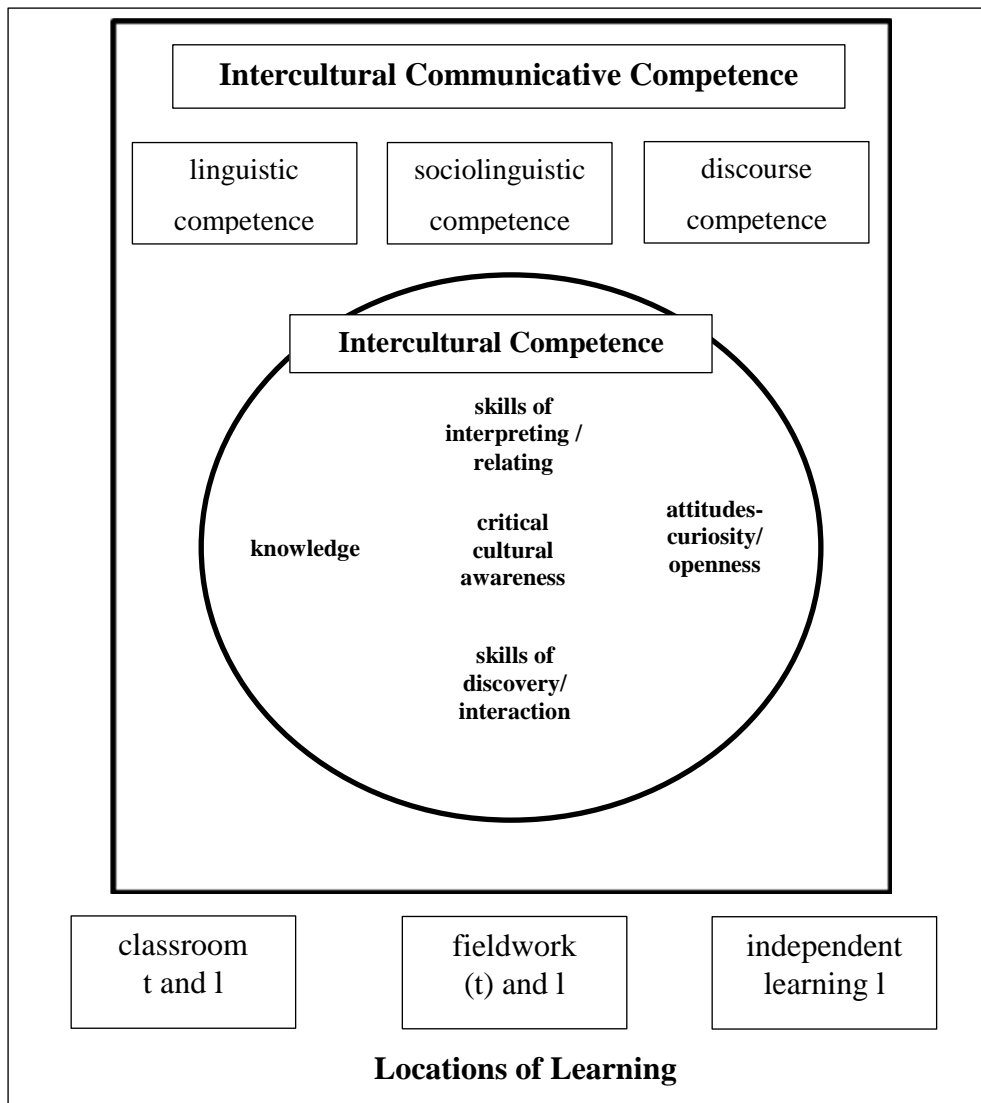 Intercultural Communicative Competence
linguistic
competence
sociolinguistic
competence
discourse
competence
Intercultural Competence
skills of
interpreting /
relating
knowledge
critical
cultural
awareness
attitudes-
curiosity/
openness
skills of
discovery/
interaction
classroom
t and l
fieldwork
(t) and l
independent
learning l
Locations of Learning